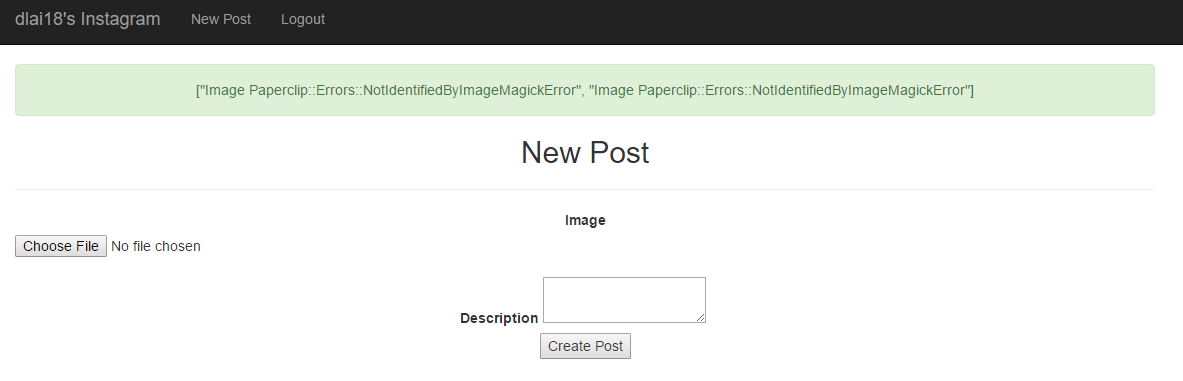 dlai18's Instagram New Post Logout
["Image Paperclip::Errors::NotIdentifiedByImageMagickError", "Image Paperclip::Errors::NotIdentifiedByImageMagickError"]
New Post
Image
Choose File No file chosen
Description
Create Post